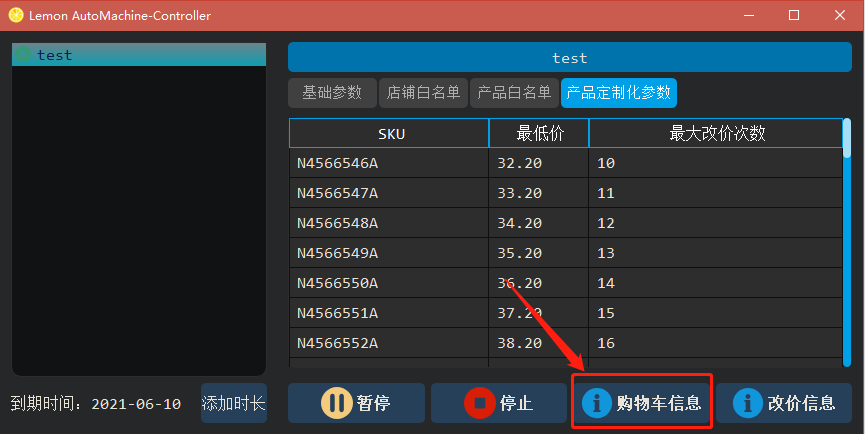 Lemon AutoMachine-Controller
test
test
基础参数 店铺白名单 产品白名单 产品定制化参数
SKU 最低价 最大改价次数
N4566546A 32.20 10
N4566547A 33.20 11
N4566548A 34.20 12
N4566549A 35.20 13
N4566550A 36.20 14
N4566551A 37.20 15
N4566552A 38.20 16
到期时间：2021-06-10 添加时长 暂停 停止 购物车信息 改价信息